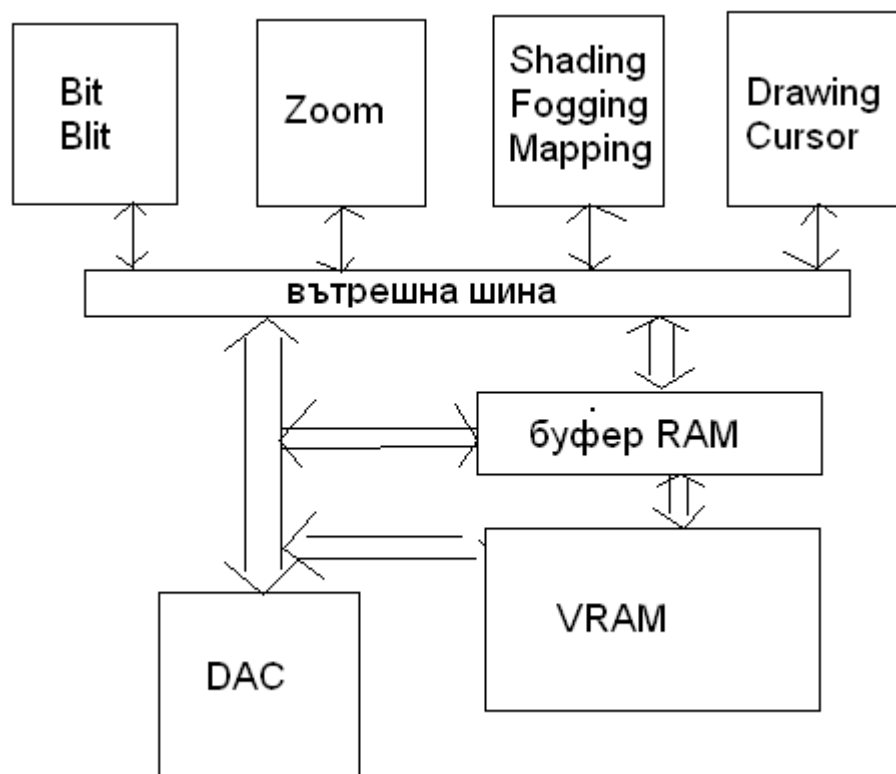 Bit
Blit
Zoom
Shading
Fogging
Mapping
Drawing
Cursor
вътрешна шина
буфер RAM
VRAM
DAC